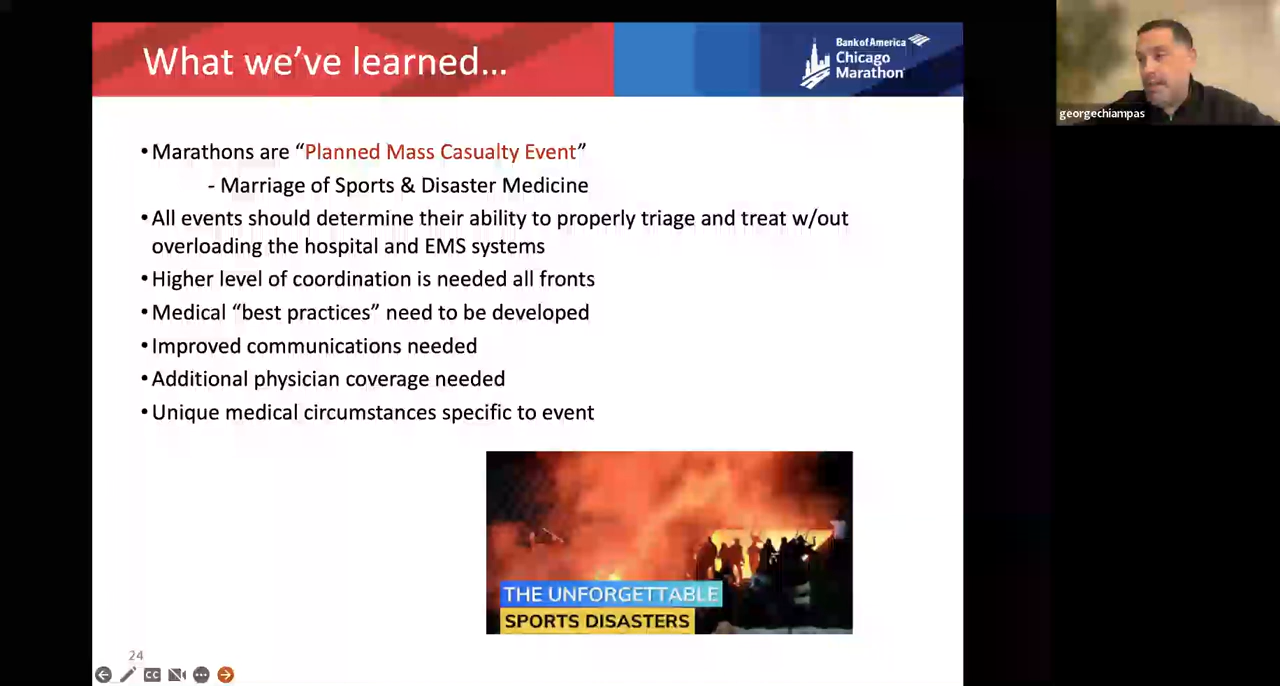 What we've learned...
Bank of America
Chicago
Marathon
georgechiampas
• Marathons are “Planned Mass Casualty Event”
- Marriage of Sports & Disaster Medicine
• All events should determine their ability to properly triage and treat w/out
overloading the hospital and EMS systems
• Higher level of coordination is needed all fronts
• Medical “best practices” need to be developed
• Improved communications needed
• Additional physician coverage needed
• Unique medical circumstances specific to event
THE UNFORGETTABLE
SPORTS DISASTERS
24
CC